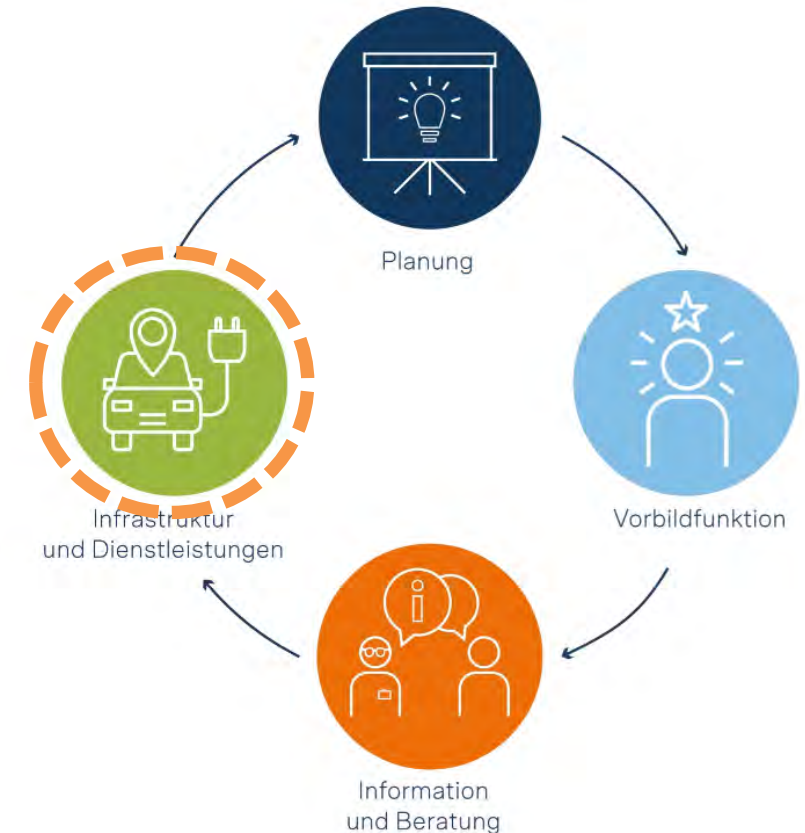 Planung
Vorbildfunktion
Infrastruktur
und Dienstleistungen
Information
und Beratung